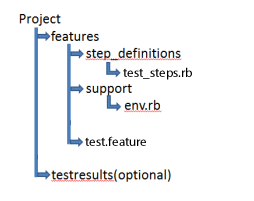 Project
features
step_definitions
test_steps.rb
support
env.rb
test.feature
testresults(optional)